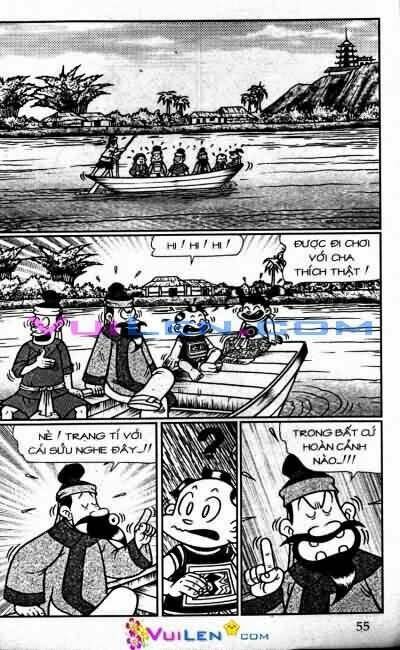 HI! HI! HI!
ĐƯỢC ĐI CHƠI
VỚI CHA
THÍCH THẬT!
VUILEN.COM
NÈ! TRẠNG TÍ VỚI
CÁI SỬU NGHE ĐÂY...!!
?
TRONG BẤT CỨ
HOÀN CẢNH
NÀO...!!!
55
VUILEN.COM